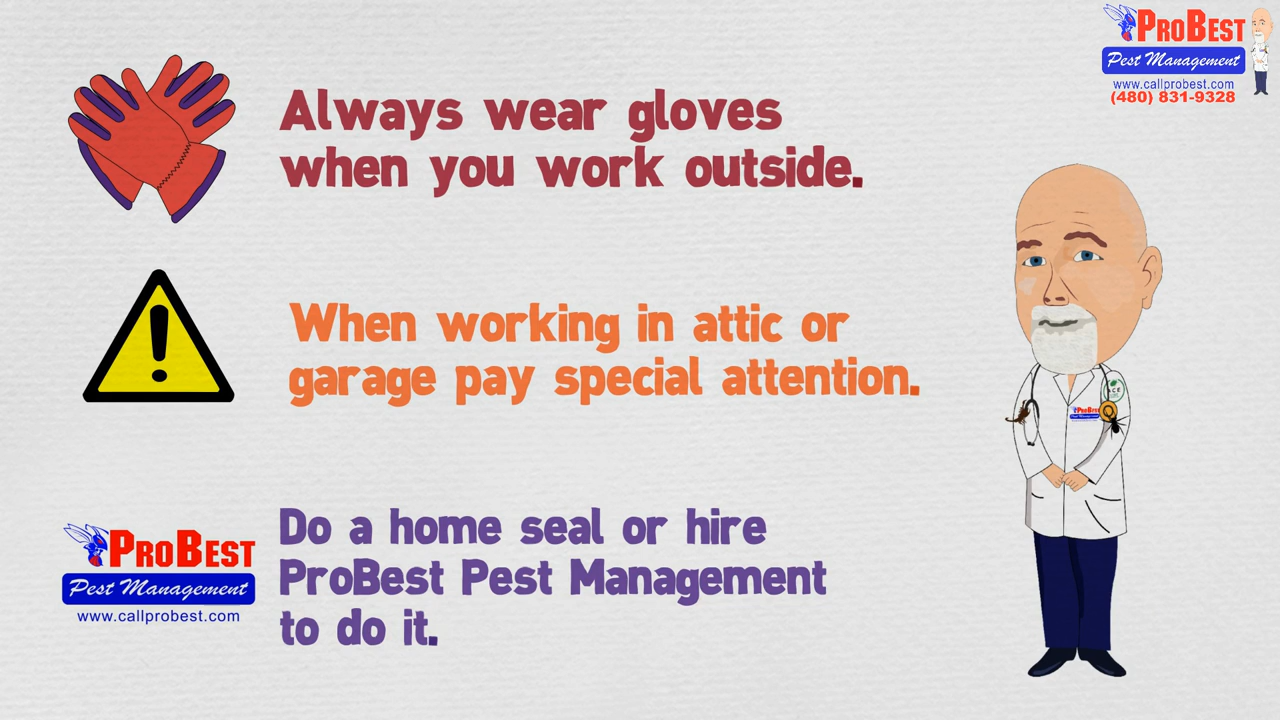 ProBest
Pest Management
www.callprobest.com
(480) 831-9328
Always wear gloves
when you work outside.
When working in attic or
garage pay special attention.
ProBest
Pest Management
www.callprobest.com
Do a home seal or hire
ProBest Pest Management
to do it.
ProBest